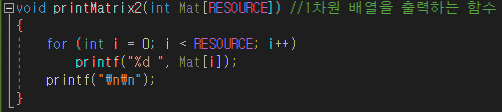 void printMatrix2(int Mat[RESOURCE]) //1차원 배열을 출력하는 함수
{
for (int i = 0; i < RESOURCE; i++)
printf("%d ", Mat[i]);
printf("₩n₩n");
}